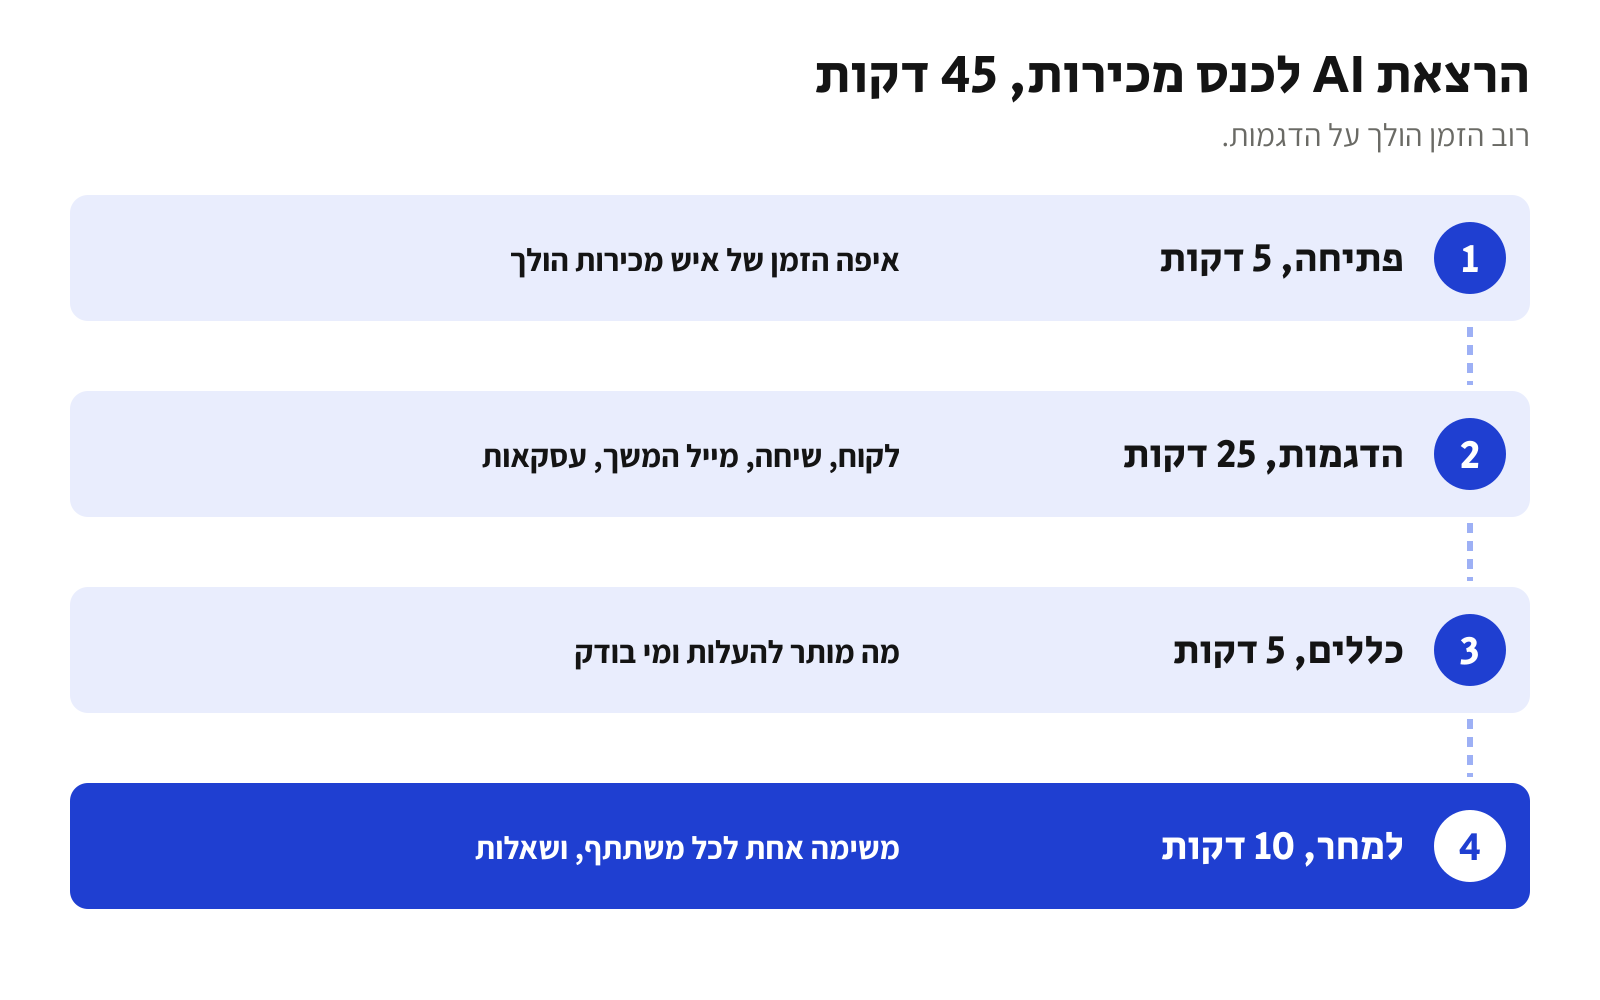 הרצאת AI לכנס מכירות, 45 דקות
רוב הזמן הולך על הדגמות.
1 פתיחה, 5 דקות איפה הזמן של איש מכירות הולך
2 הדגמות, 25 דקות לקוח, שיחה, מייל המשך, עסקאות
3 כללים, 5 דקות מה מותר להעלות ומי בודק
4 למחר, 10 דקות משימה אחת לכל משתתף, ושאלות